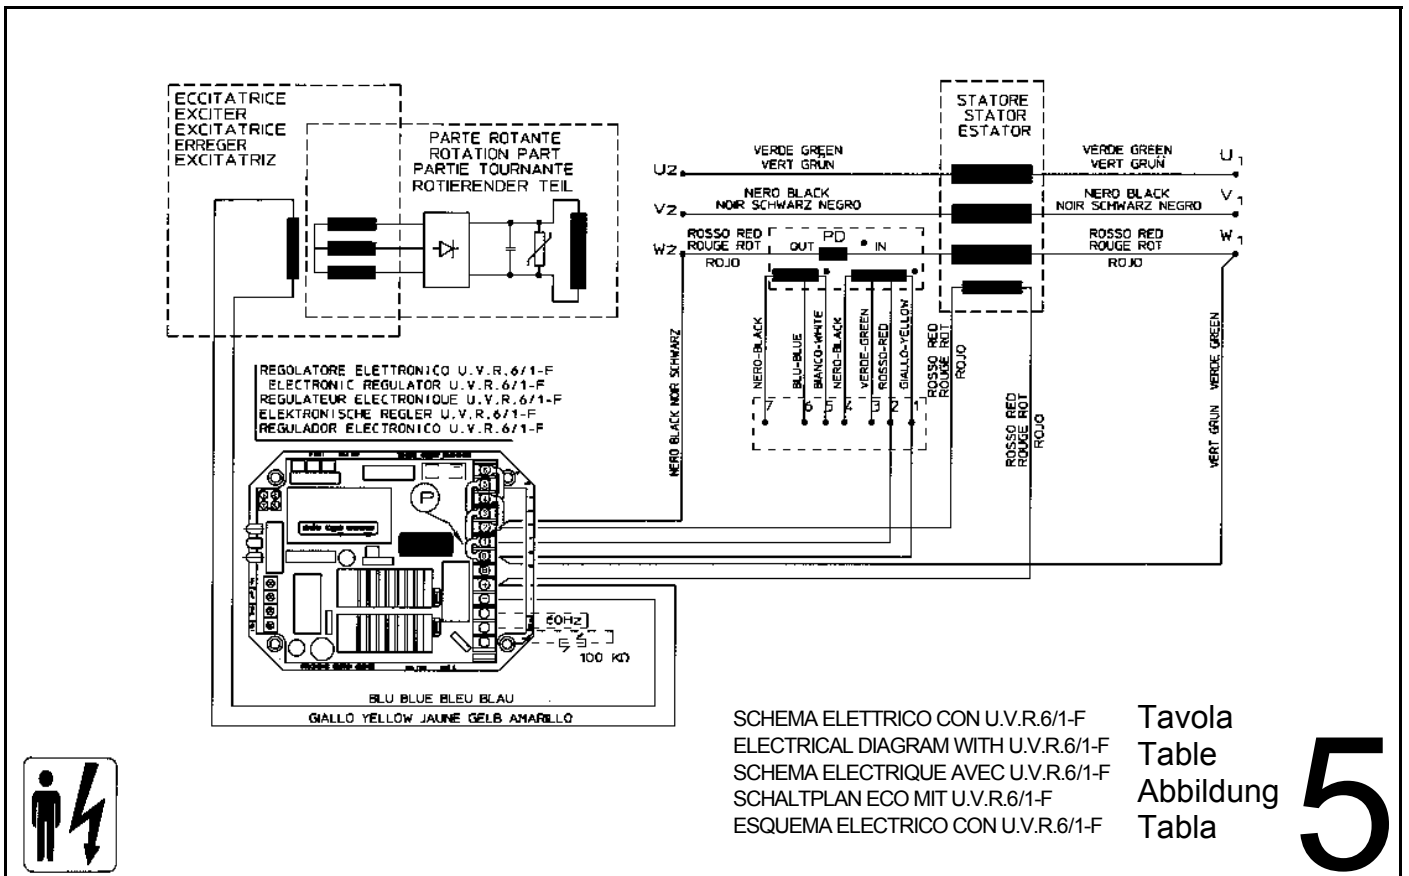 ECCITATRICE
EXCITER
EXCITATRICE
ERREGER
EXCITATRIZ
PARTE ROTANTE
ROTATION PART
PARTIE TOURNANTE
ROTIERENDER TEIL
STATORE
STATOR
ESTATOR
U2
VERDE GREEN
VERT GRÜN
VERDE GREEN
VERT GRUÑ
U1
V2
NERO BLACK
NOIR SCHWARZ NEGRO
NERO BLACK
NOIR SCHWARZ NEGRO
V1
W2
ROSSO RED
ROUGE ROT
ROJO
OUT
PD
IN
ROSSO RED
ROUGE ROT
ROJO
W1
NERO BLACK NOIR SCHWARZ
NERO-BLACK
BLU-BLUE
BIANCO-WHITE
NERO-BLACK
VERDE-GREEN
ROSSO-RED
GIALLO-YELLOW
ROSSO RED
ROUGE ROT
ROJO
ROSSO RED
ROUGE ROT
ROJO
VERT GRUN VERDE GREEN
7 6 5 4 3 2 1
REGOLATORE ELETTRONICO U.V.R.6/1-F
ELECTRONIC REGULATOR U.V.R.6/1-F
REGULATEUR ELECTRONIQUE U.V.R.6/1-F
ELEKTRONISCHE REGLER U.V.R.6/1-F
REGULADOR ELECTRONICO U.V.R.6/1-F
P
60Hz
100 KΩ
BLU BLUE BLEU BLAU
GIALLO YELLOW JAUNE GELB AMARILLO
SCHEMA ELETTRICO CON U.V.R.6/1-F
ELECTRICAL DIAGRAM WITH U.V.R.6/1-F
SCHEMA ELECTRIQUE AVEC U.V.R.6/1-F
SCHALTPLAN ECO MIT U.V.R.6/1-F
ESQUEMA ELECTRICO CON U.V.R.6/1-F
Tavola
Table
Abbildung
Tabla
5